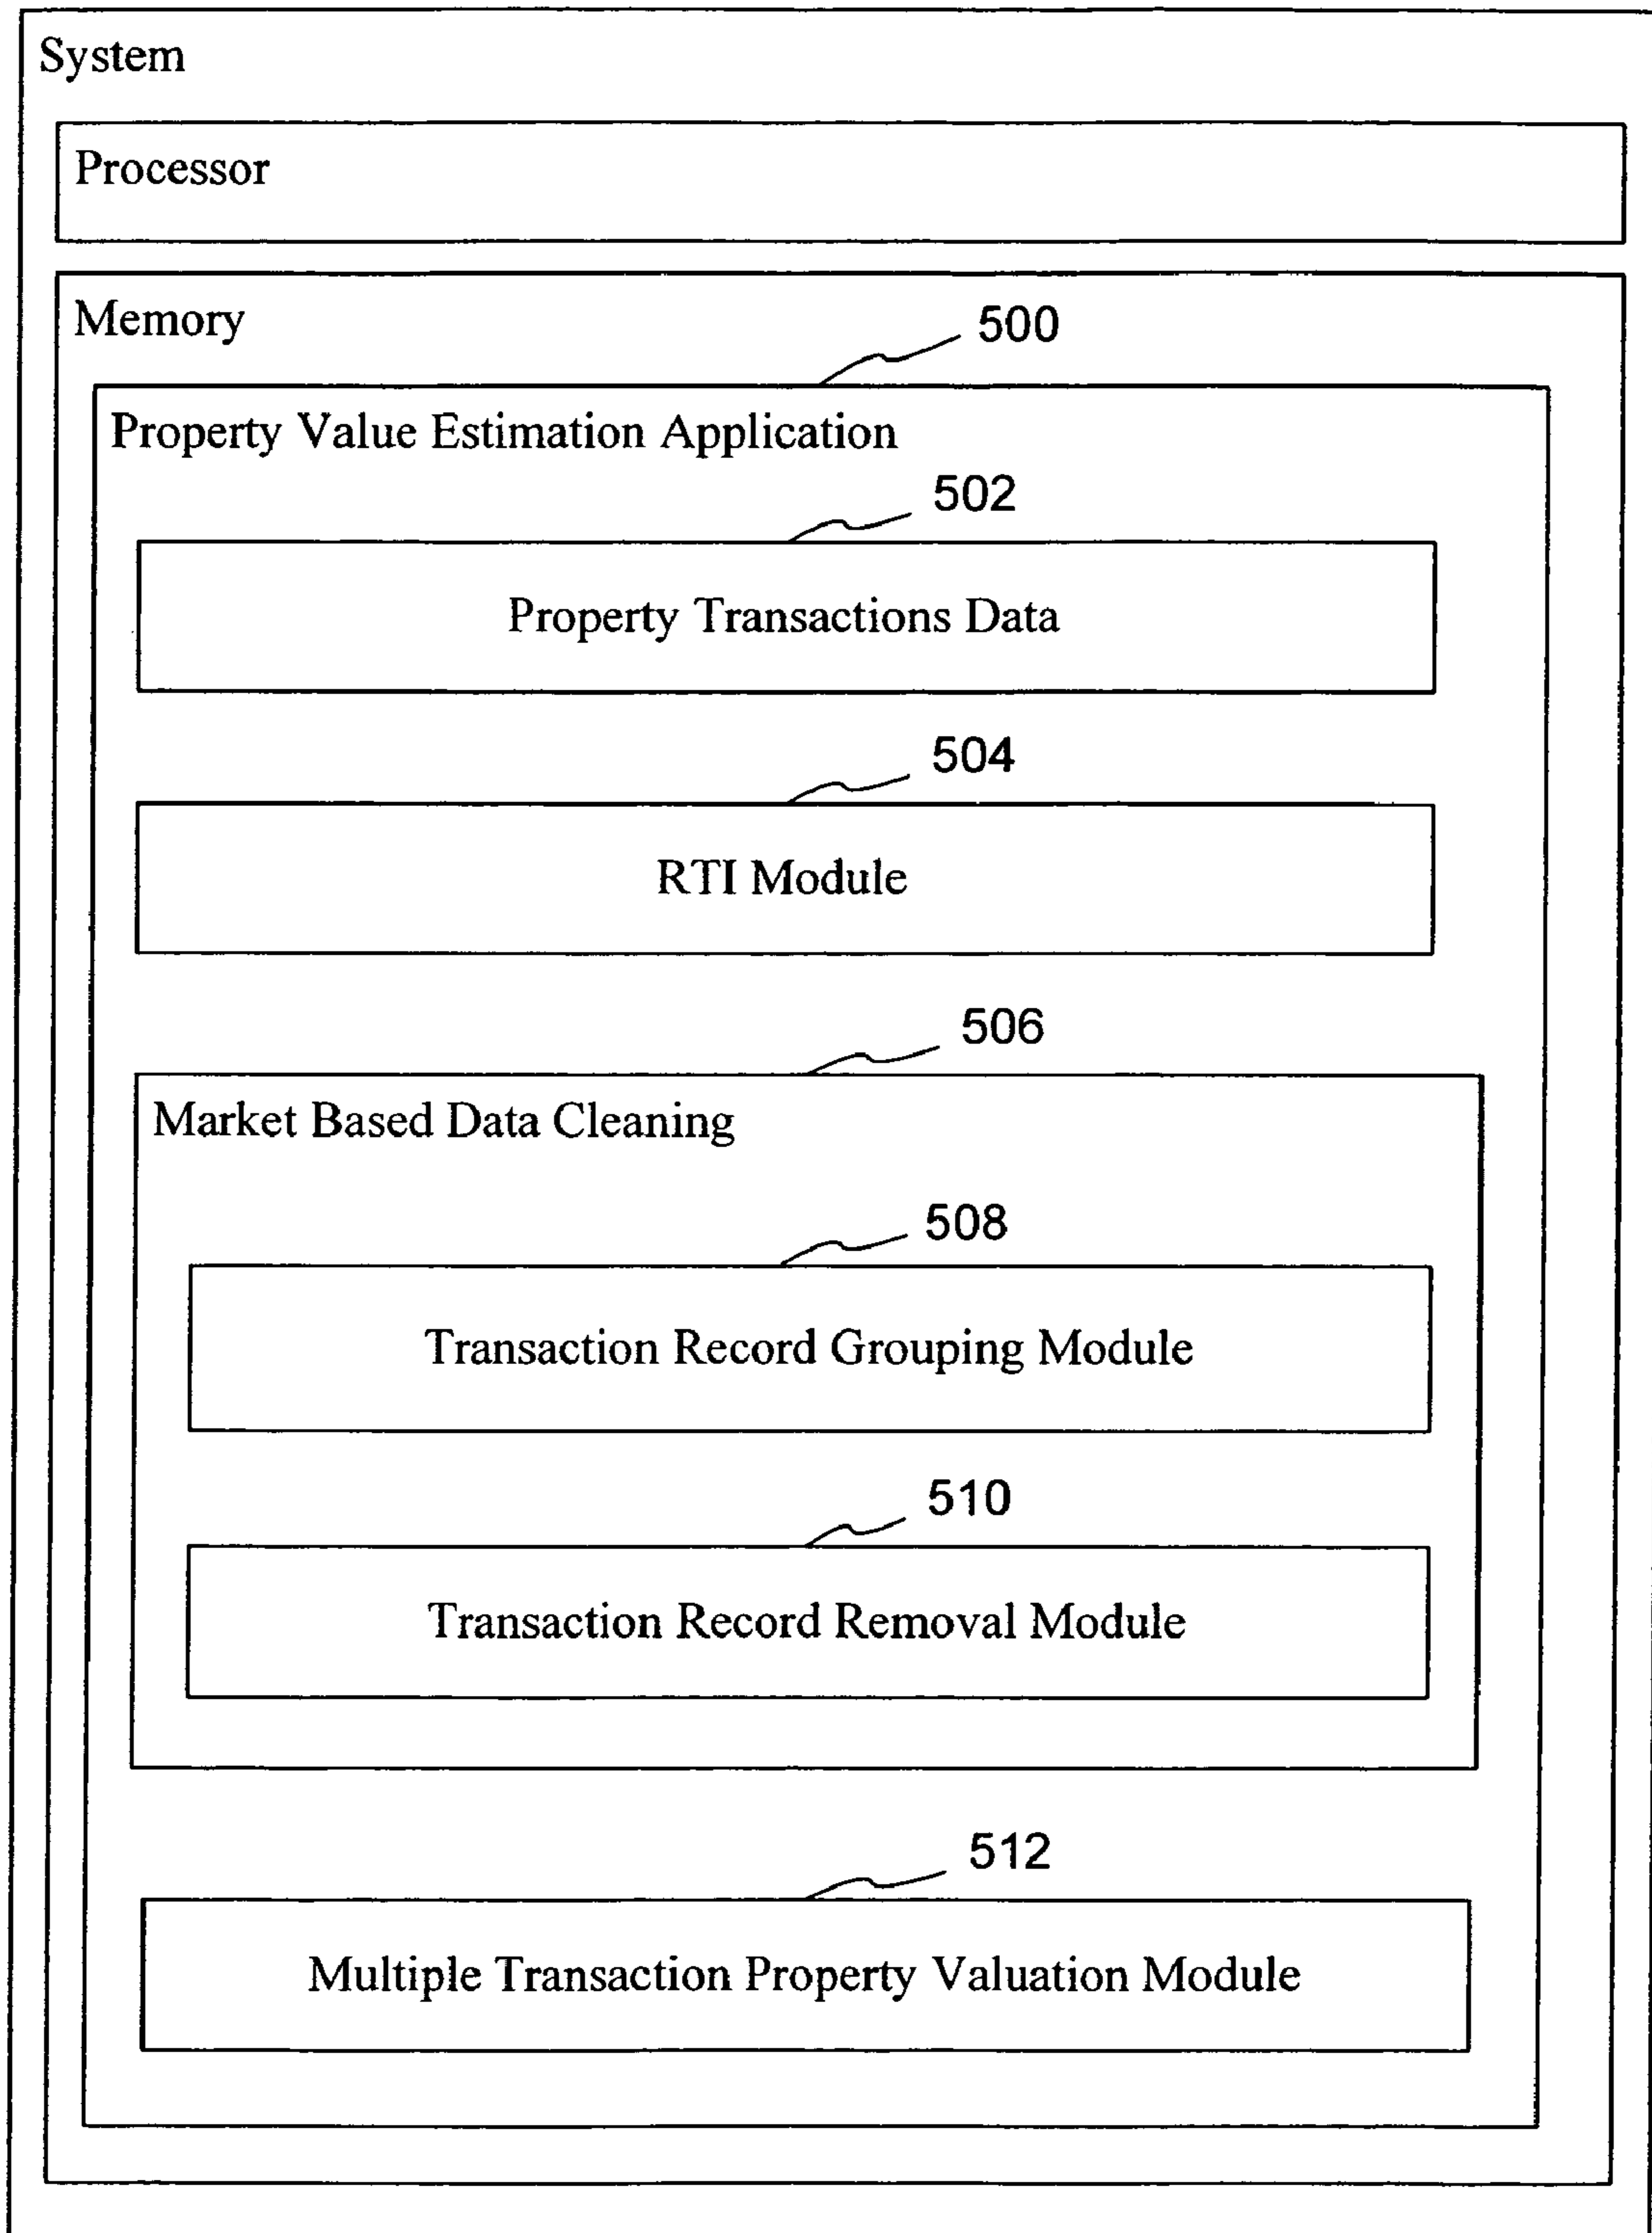 System
Processor
Memory
500
Property Value Estimation Application
502
Property Transactions Data
504
RTI Module
506
Market Based Data Cleaning
508
Transaction Record Grouping Module
510
Transaction Record Removal Module
512
Multiple Transaction Property Valuation Module